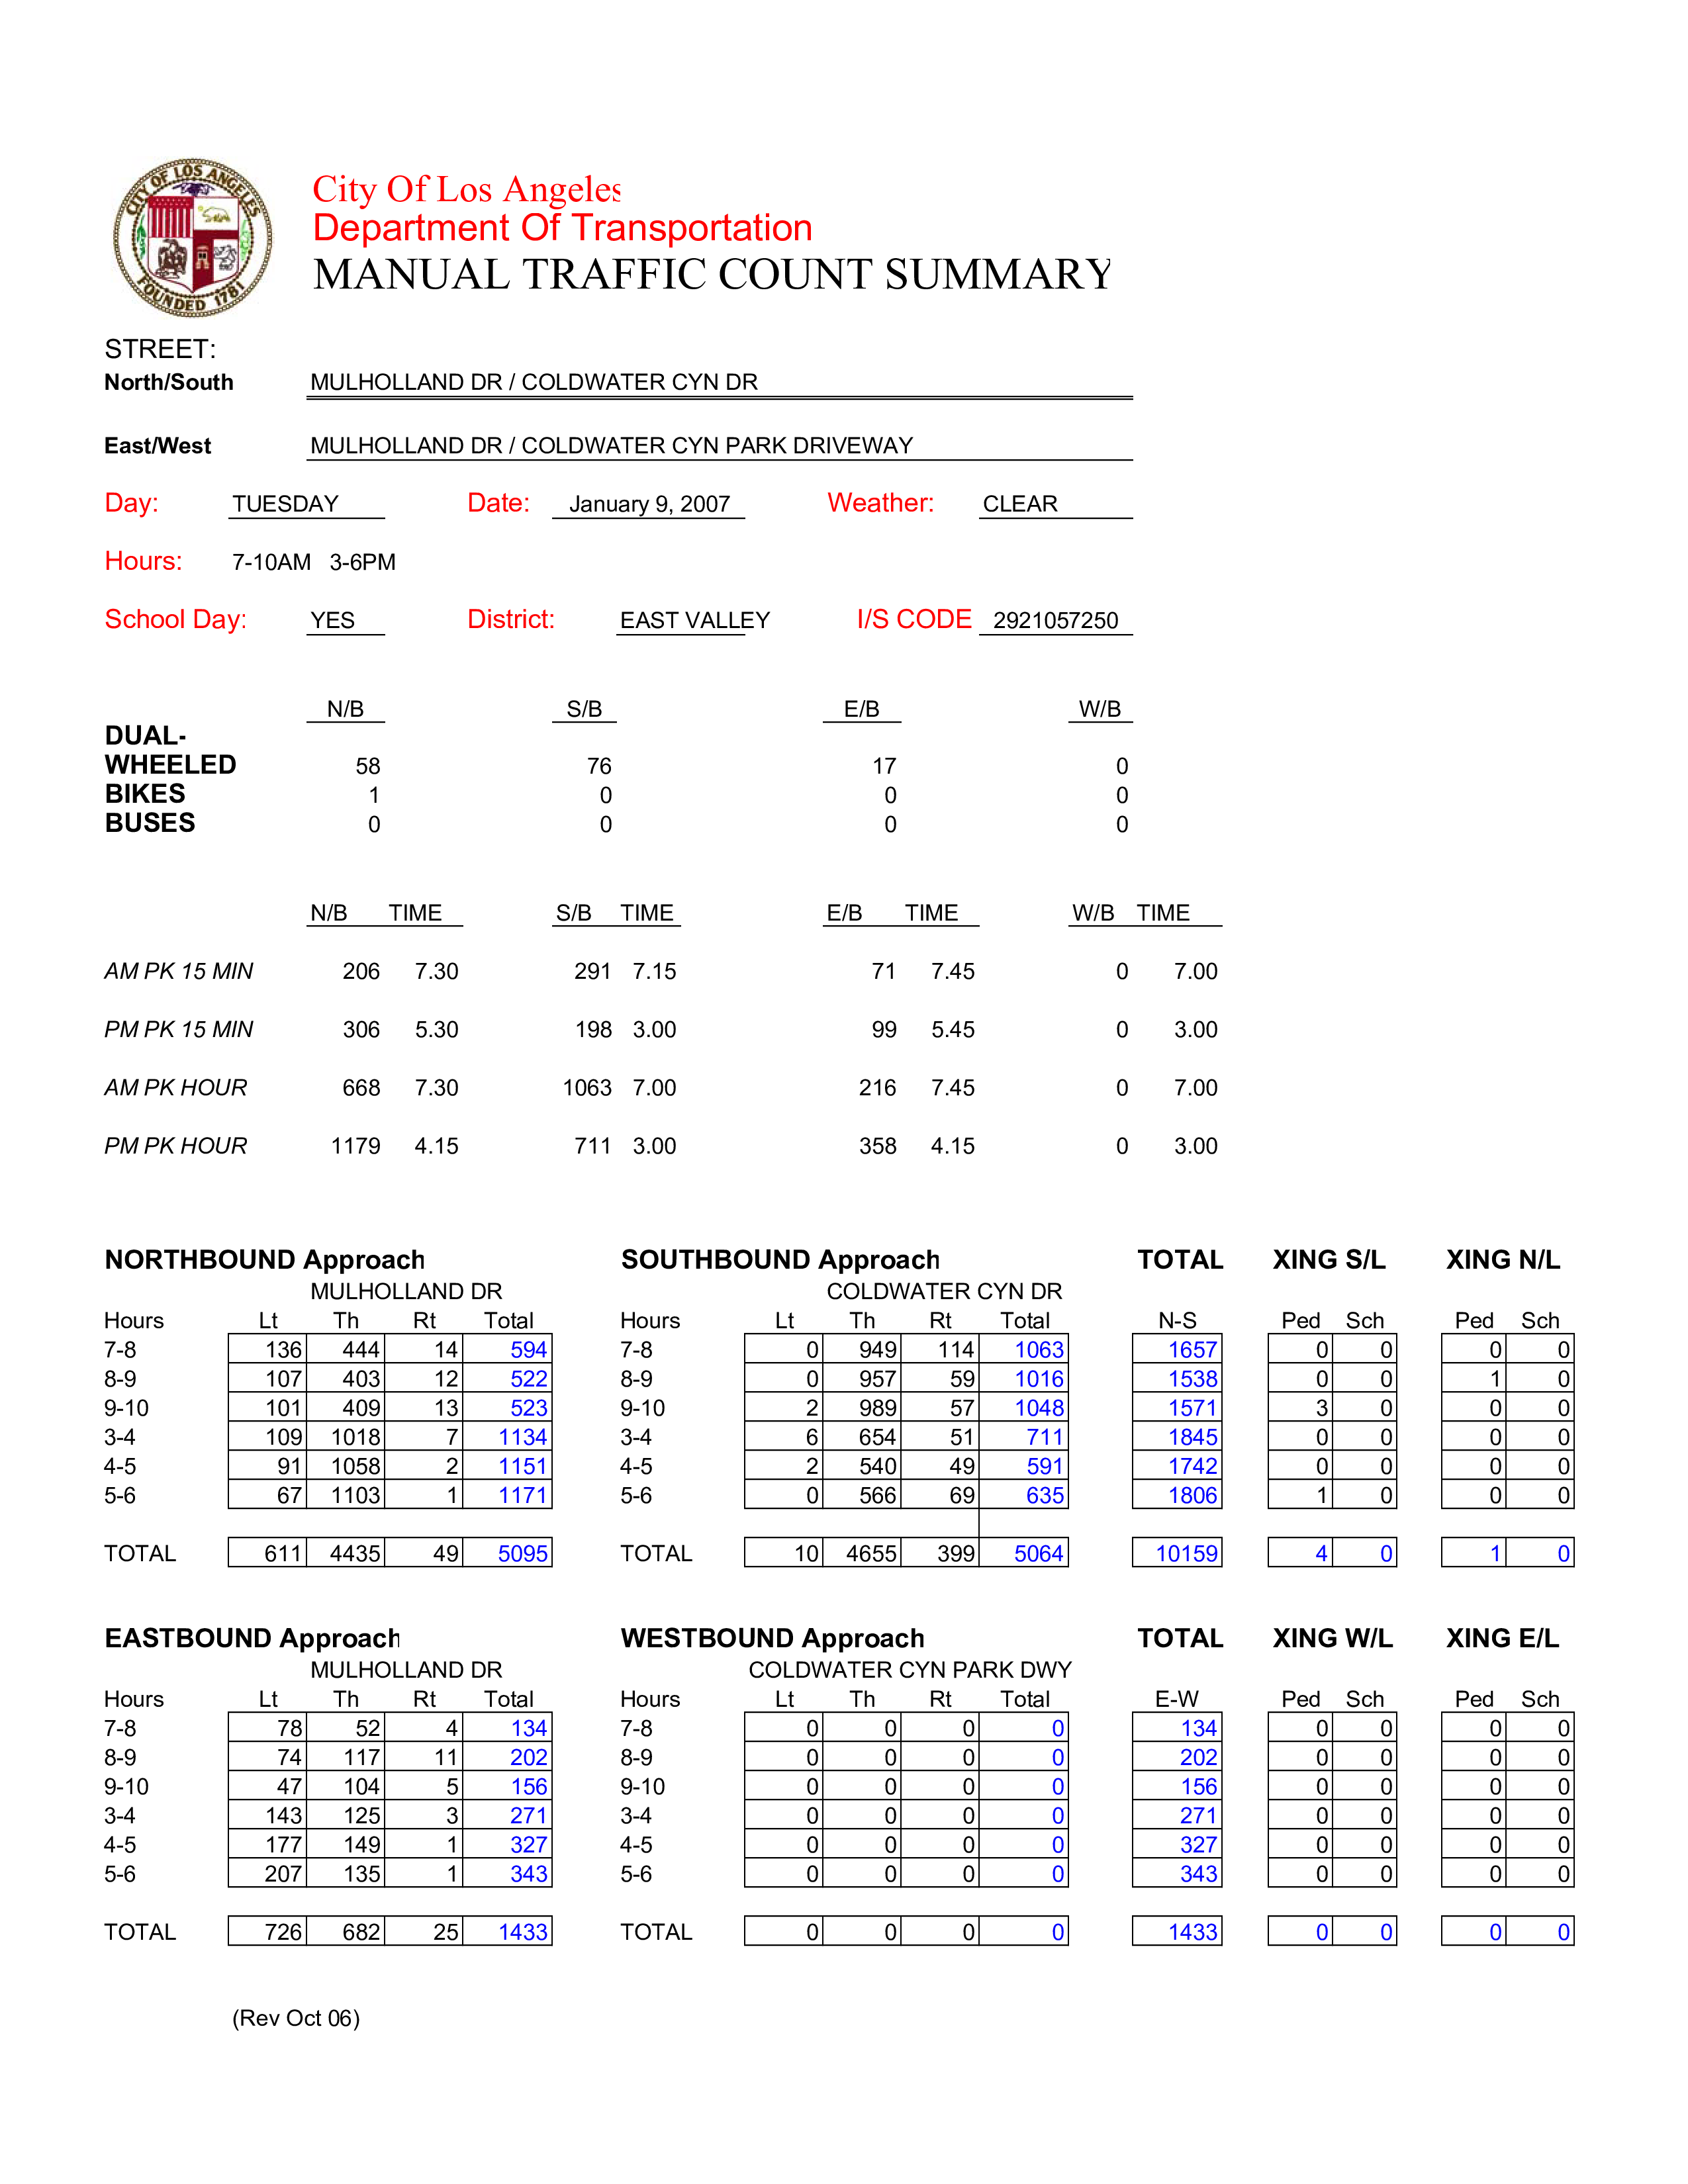 CITY OF LOS ANGELES
FOUNDED 1781
City Of Los Angeles
Department Of Transportation
MANUAL TRAFFIC COUNT SUMMARY
STREET:
North/South MULHOLLAND DR / COLDWATER CYN DR
East/West MULHOLLAND DR / COLDWATER CYN PARK DRIVEWAY
Day: TUESDAY Date: January 9, 2007 Weather: CLEAR
Hours: 7-10AM 3-6PM
School Day: YES District: EAST VALLEY I/S CODE 2921057250
N/B S/B E/B W/B
DUAL-
WHEELED 58 76 17 0
BIKES 1 0 0 0
BUSES 0 0 0 0
N/B TIME S/B TIME E/B TIME W/B TIME
AM PK 15 MIN 206 7.30 291 7.15 71 7.45 0 7.00
PM PK 15 MIN 306 5.30 198 3.00 99 5.45 0 3.00
AM PK HOUR 668 7.30 1063 7.00 216 7.45 0 7.00
PM PK HOUR 1179 4.15 711 3.00 358 4.15 0 3.00
NORTHBOUND Approach SOUTHBOUND Approach TOTAL XING S/L XING N/L
MULHOLLAND DR COLDWATER CYN DR
Hours Lt Th Rt Total Hours Lt Th Rt Total N-S Ped Sch Ped Sch
7-8 136 444 14 594 7-8 0 949 114 1063 1657 0 0 0 0
8-9 107 403 12 522 8-9 0 957 59 1016 1538 0 0 1 0
9-10 101 409 13 523 9-10 2 989 57 1048 1571 3 0 0 0
3-4 109 1018 7 1134 3-4 6 654 51 711 1845 0 0 0 0
4-5 91 1058 2 1151 4-5 2 540 49 591 1742 0 0 0 0
5-6 67 1103 1 1171 5-6 0 566 69 635 1806 1 0 0 0
TOTAL 611 4435 49 5095 TOTAL 10 4655 399 5064 10159 4 0 1 0
EASTBOUND Approach WESTBOUND Approach TOTAL XING W/L XING E/L
MULHOLLAND DR COLDWATER CYN PARK DWY
Hours Lt Th Rt Total Hours Lt Th Rt Total E-W Ped Sch Ped Sch
7-8 78 52 4 134 7-8 0 0 0 0 134 0 0 0 0
8-9 74 117 11 202 8-9 0 0 0 0 202 0 0 0 0
9-10 47 104 5 156 9-10 0 0 0 0 156 0 0 0 0
3-4 143 125 3 271 3-4 0 0 0 0 271 0 0 0 0
4-5 177 149 1 327 4-5 0 0 0 0 327 0 0 0 0
5-6 207 135 1 343 5-6 0 0 0 0 343 0 0 0 0
TOTAL 726 682 25 1433 TOTAL 0 0 0 0 1433 0 0 0 0
(Rev Oct 06)